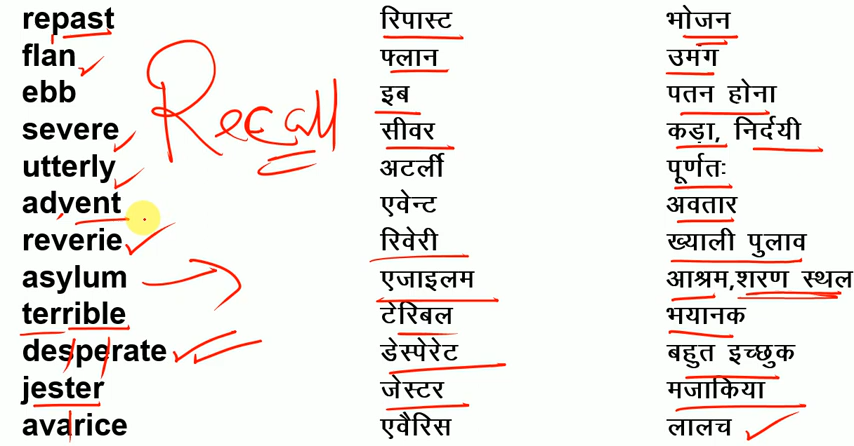 repast रिपास्ट भोजन
flan फ्लान उमग
ebb इब पतन होना
Recall
severe सीवर कड़ा, निर्दयी
utterly अटर्ली पूर्णतः
advent एवेन्ट अवतार
reverie रिवेरी ख्याली पुलाव
asylum एजाइलम आश्रम,शरण स्थल
terrible टेरिबल भयानक
desperate डेस्पेरेट बहुत इच्छुक
jester जेस्टर मजाकिया
avarice एवैरिस लालच